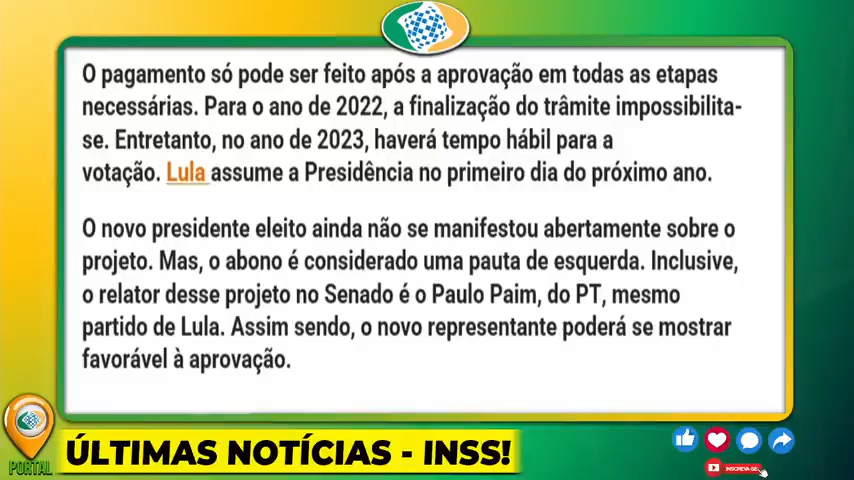 O pagamento só pode ser feito após a aprovação em todas as etapas
necessárias. Para o ano de 2022, a finalização do trâmite impossibilita-
se. Entretanto, no ano de 2023, haverá tempo hábil para a
votação. Lula assume a Presidência no primeiro dia do próximo ano.
O novo presidente eleito ainda não se manifestou abertamente sobre o
projeto. Mas, o abono é considerado uma pauta de esquerda. Inclusive,
o relator desse projeto no Senado é o Paulo Paim, do PT, mesmo
partido de Lula. Assim sendo, o novo representante poderá se mostrar
favorável à aprovação.
PORTAL
ÚLTIMAS NOTÍCIAS - INSS!
INSCREVA-SE